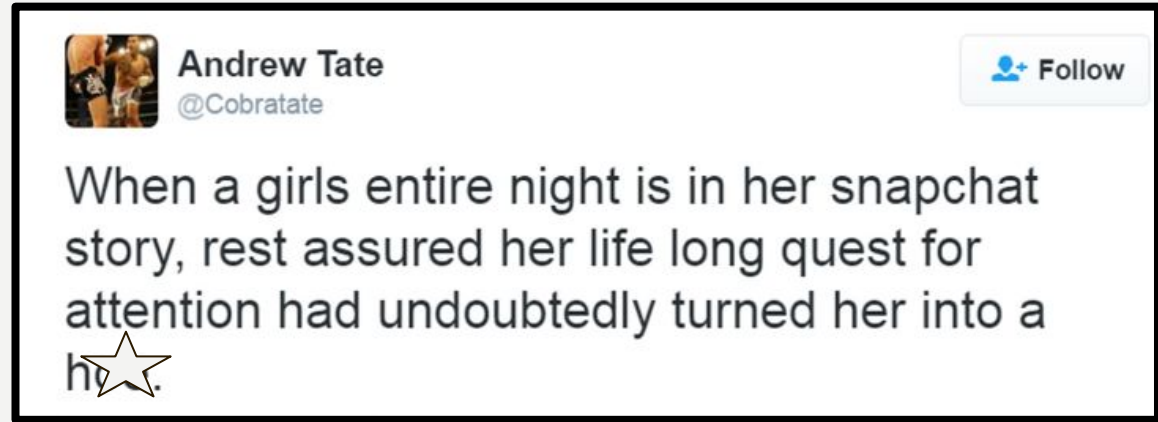 Andrew Tate
@Cobratate
Follow
When a girls entire night is in her snapchat
story, rest assured her life long quest for
attention had undoubtedly turned her into a